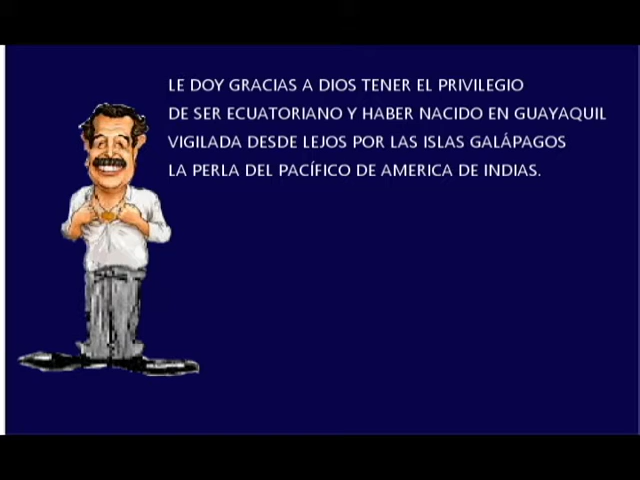 LE DOY GRACIAS A DIOS TENER EL PRIVILEGIO
DE SER ECUATORIANO Y HABER NACIDO EN GUAYAQUIL
VIGILADA DESDE LEJOS POR LAS ISLAS GALÁPAGOS
LA PERLA DEL PACÍFICO DE AMERICA DE INDIAS.